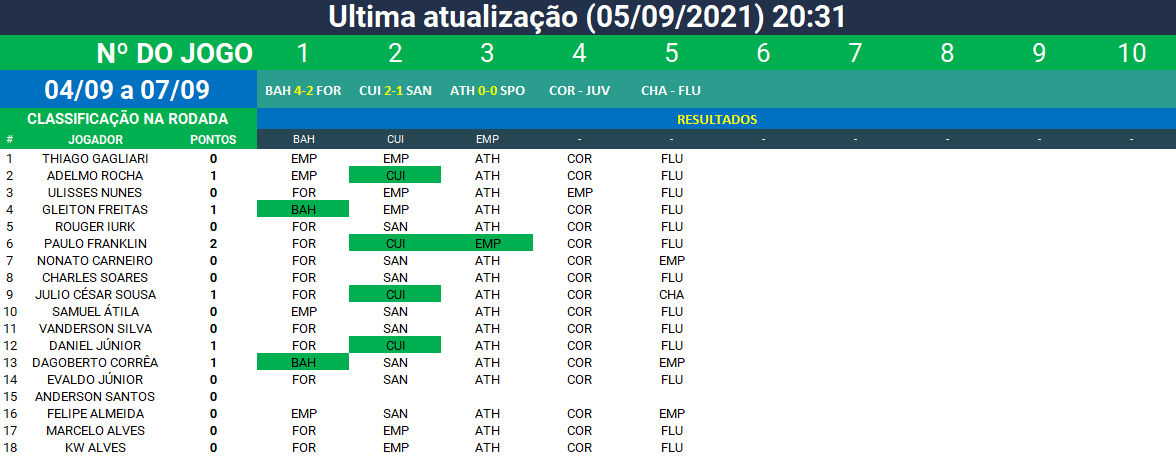 Ultima atualização (05/09/2021) 20:31
Nº DO JOGO 1 2 3 4 5 6 7 8 9 10
04/09 a 07/09 BAH 4-2 FOR CUI 2-1 SAN ATH 0-0 SPO COR - JUV CHA - FLU
CLASSIFICAÇÃO NA RODADA RESULTADOS
# JOGADOR PONTOS BAH CUI EMP - - - - - - -
1 THIAGO GAGLIARI 0 EMP EMP ATH COR FLU
2 ADELMO ROCHA 1 EMP CUI ATH COR FLU
3 ULISSES NUNES 0 FOR EMP ATH EMP FLU
4 GLEITON FREITAS 1 BAH EMP ATH COR FLU
5 ROUGER IURK 0 FOR SAN ATH COR FLU
6 PAULO FRANKLIN 2 FOR CUI EMP COR FLU
7 NONATO CARNEIRO 0 FOR SAN ATH COR EMP
8 CHARLES SOARES 0 FOR SAN ATH COR FLU
9 JULIO CÉSAR SOUSA 1 FOR CUI ATH COR CHA
10 SAMUEL ÁTILA 0 EMP SAN ATH COR FLU
11 VANDERSON SILVA 0 FOR SAN ATH COR FLU
12 DANIEL JÚNIOR 1 FOR CUI ATH COR FLU
13 DAGOBERTO CORRÊA 1 BAH SAN ATH COR EMP
14 EVALDO JÚNIOR 0 FOR SAN ATH COR FLU
15 ANDERSON SANTOS 0
16 FELIPE ALMEIDA 0 EMP SAN ATH COR EMP
17 MARCELO ALVES 0 FOR EMP ATH COR FLU
18 KW ALVES 0 FOR EMP ATH COR FLU